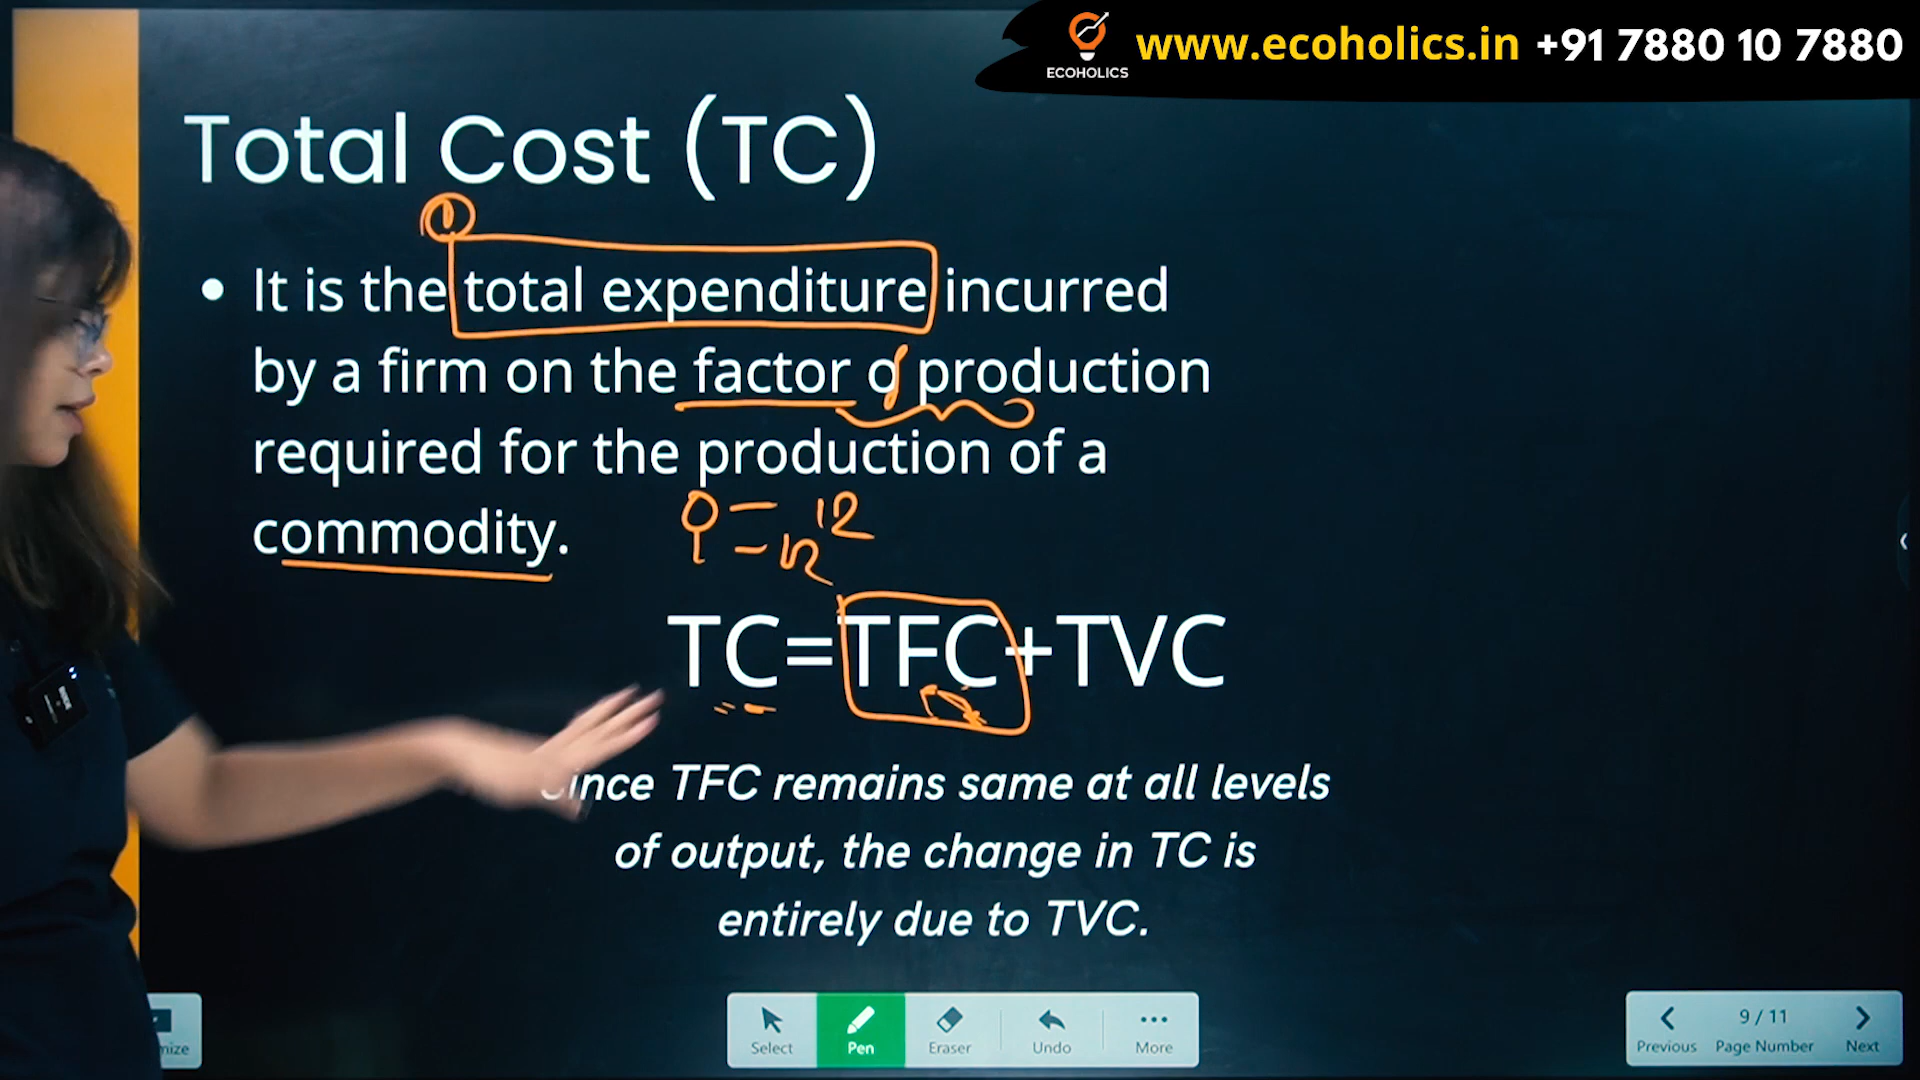 www.ecoholics.in +91 7880 10 7880
ECOHOLICS
Total Cost (TC)
• It is the total expenditure incurred
by a firm on the factor of production
required for the production of a
commodity.
= 12
TC=TFC+TVC
ince TFC remains same at all levels
of output, the change in TC is
entirely due to TVC.
Select Pen Eraser Undo More
9 / 11
Previous Page Number Next